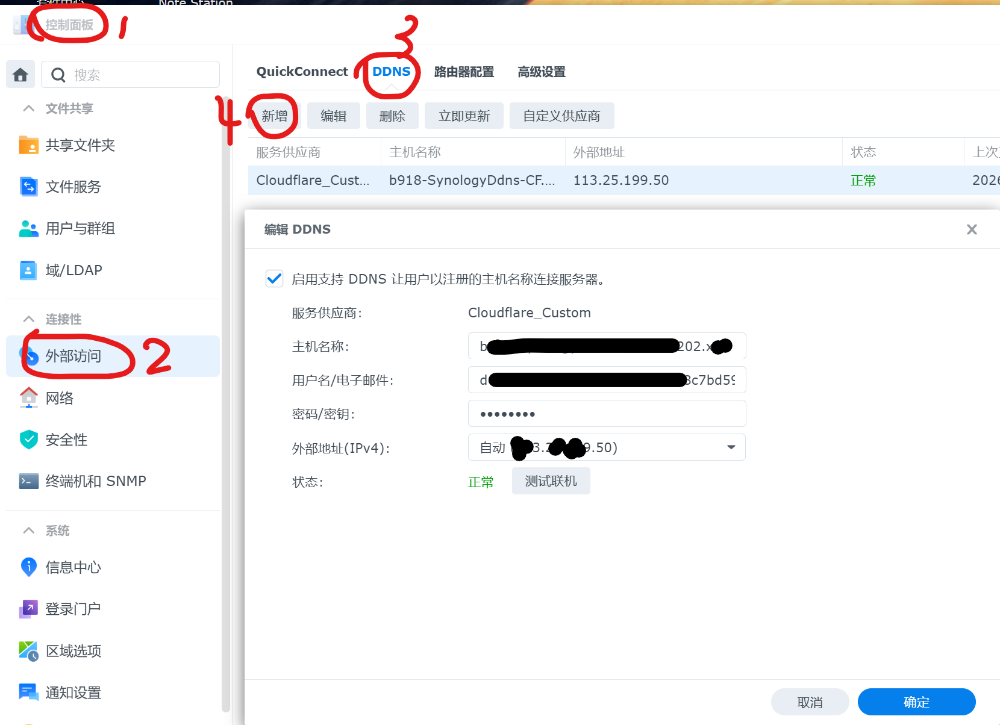 套件中心 Note Station
控制面板 1
搜索
文件共享
共享文件夹
文件服务
用户与群组
域/LDAP
连接性
外部访问 2
网络
安全性
终端机和 SNMP
系统
信息中心
登录门户
区域选项
通知设置
3
QuickConnect DDNS 路由器配置 高级设置
4 新增 编辑 删除 立即更新 自定义供应商
服务供应商 主机名称 外部地址 状态 上次
Cloudflare_Cust... b918-SynologyDdns-CF.... 113.25.199.50 正常 2026
编辑 DDNS
启用支持 DDNS 让用户以注册的主机名称连接服务器。
服务供应商: Cloudflare_Custom
主机名称: b 202.x
用户名/电子邮件: d 3c7bd59
密码/密钥: ••••••••
外部地址(IPv4): 自动 3.2 9.50)
状态: 正常 测试联机
取消 确定